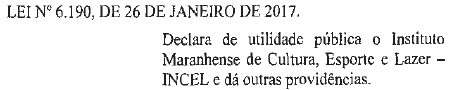 LEI Nº 6.190, DE 26 DE JANEIRO DE 2017.
Declara de utilidade pública o Instituto
Maranhense de Cultura, Esporte e Lazer –
INCEL e dá outras providências.